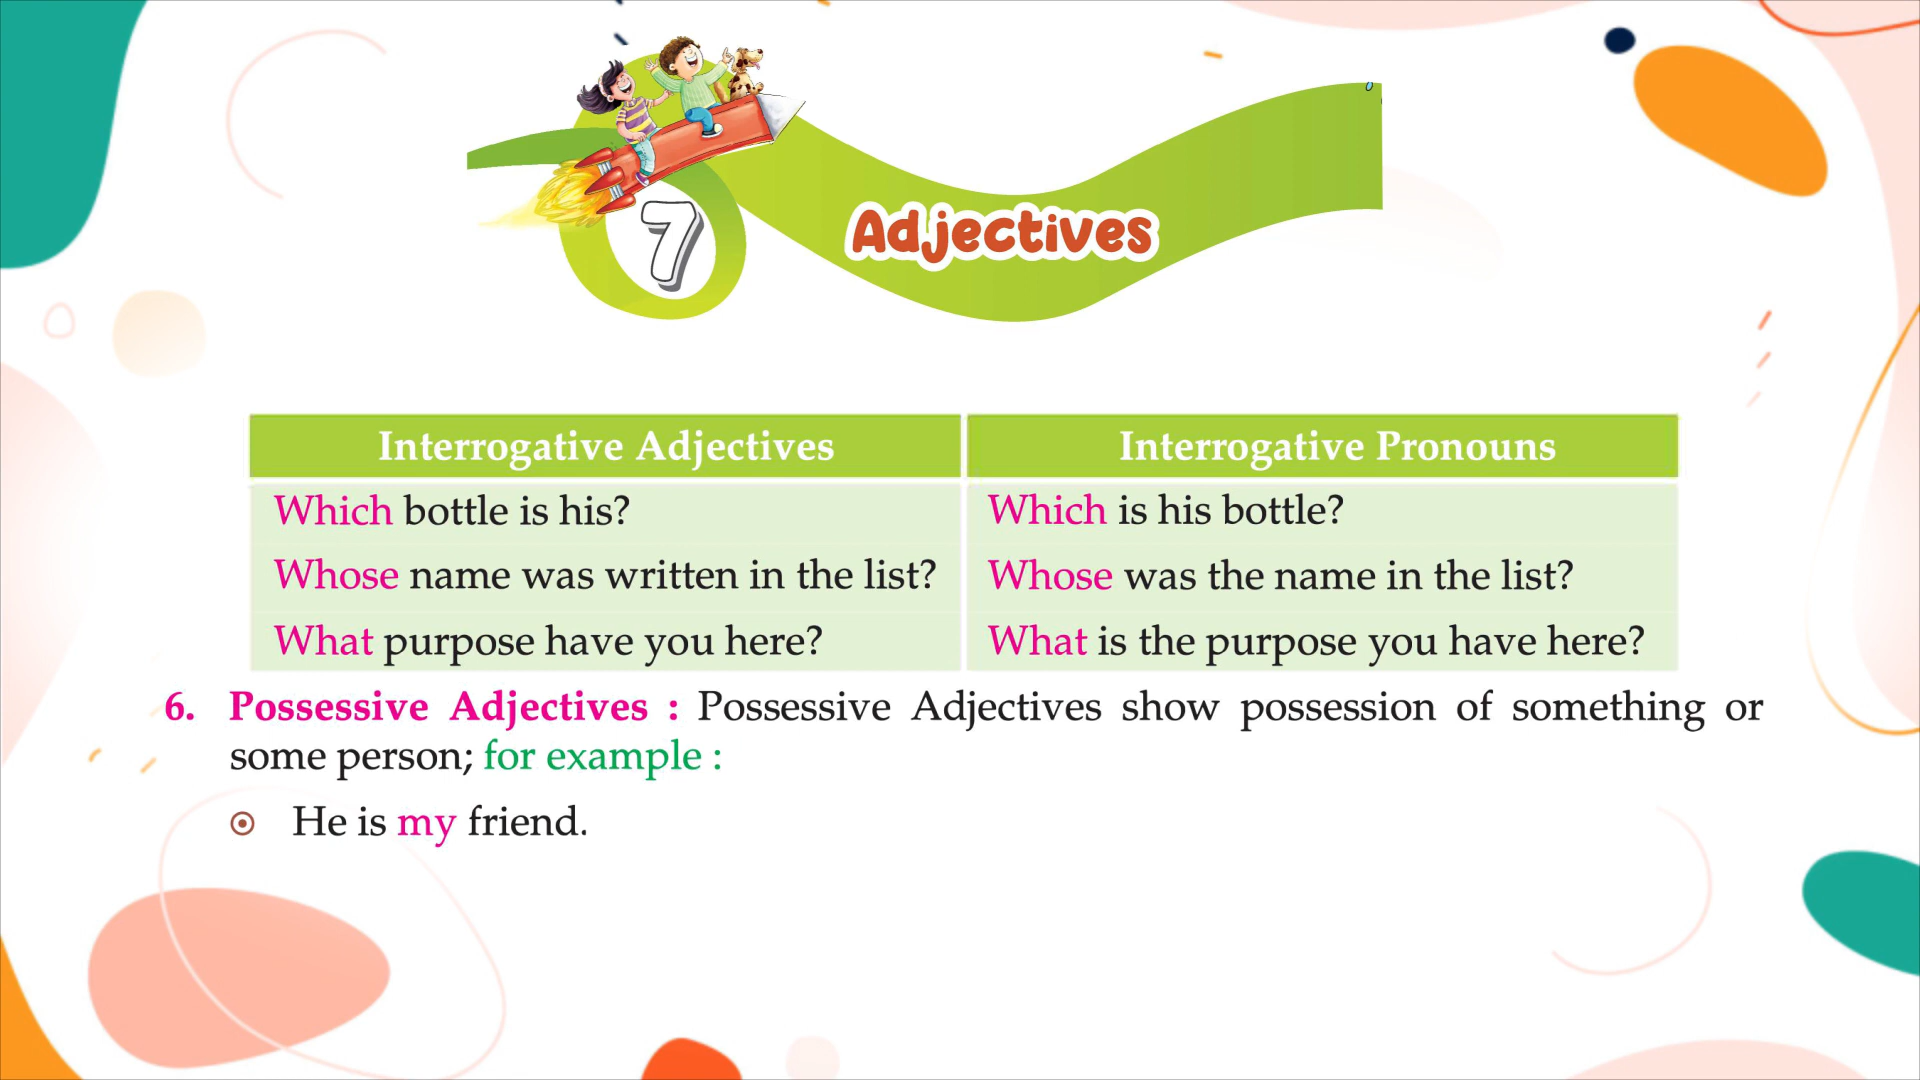 7
Adjectives
Interrogative Adjectives
Interrogative Pronouns
Which bottle is his?
Which is his bottle?
Whose name was written in the list?
Whose was the name in the list?
What purpose have you here?
What is the purpose you have here?
6. Possessive Adjectives : Possessive Adjectives show possession of something or
some person; for example :
He is my friend.